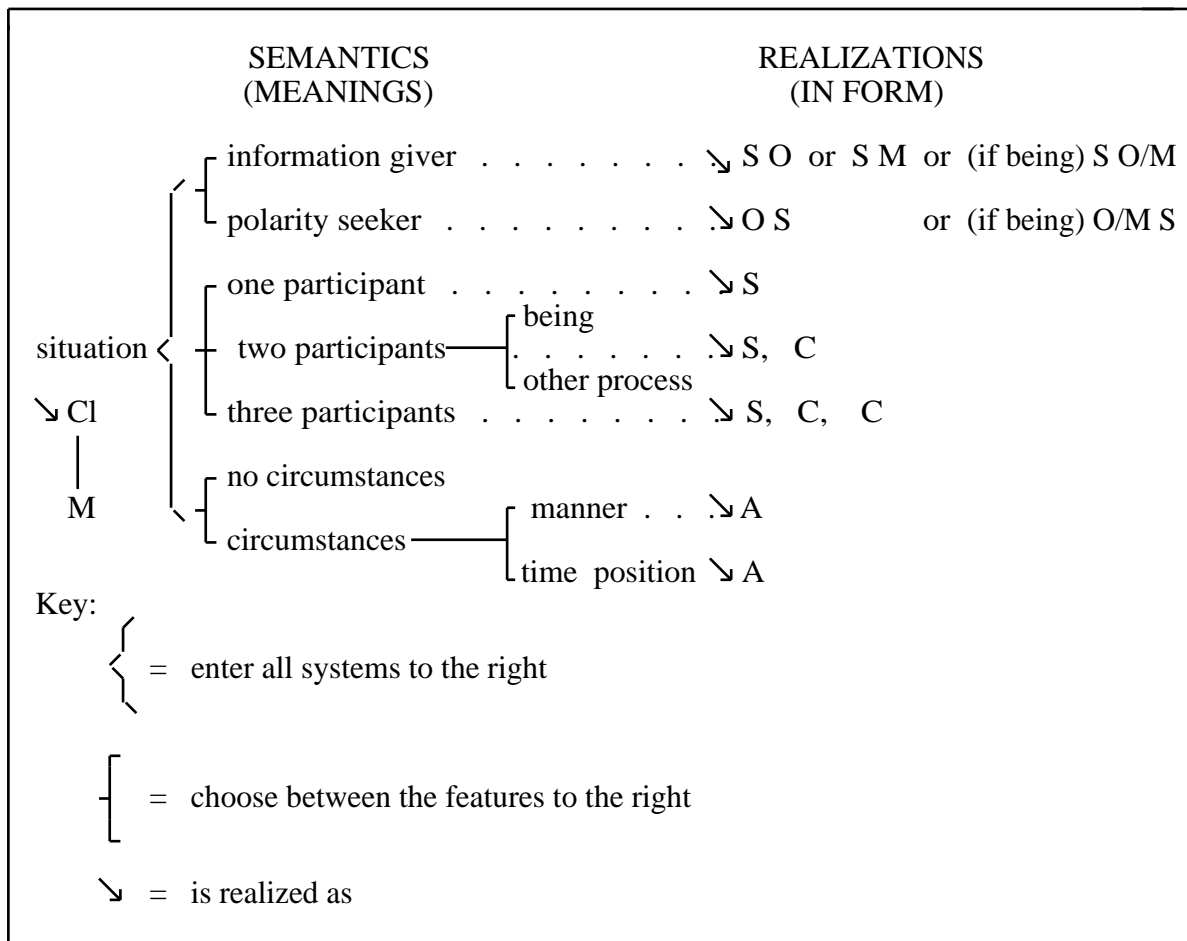 SEMANTICS REALIZATIONS
(MEANINGS) (IN FORM)
information giver . . . . . . . ↘ S O or S M or (if being) S O/M
polarity seeker . . . . . . . . ↘ O S or (if being) O/M S
one participant . . . . . . . . ↘ S
being
situation two participants . . . . . . ↘ S, C
other process
↘ Cl three participants . . . . . . . ↘ S, C, C
no circumstances
M manner . . . ↘ A
circumstances
time position ↘ A
Key:
= enter all systems to the right
= choose between the features to the right
↘ = is realized as